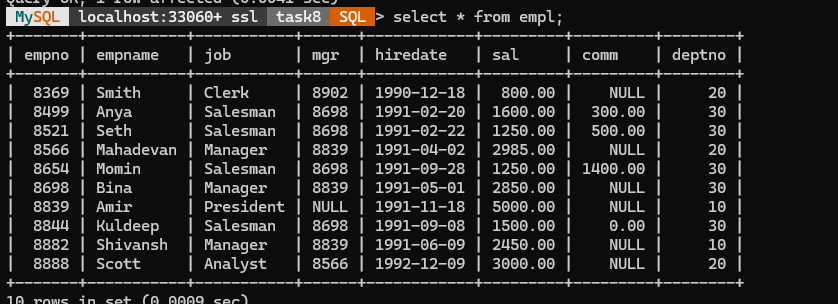 Query OK, 1 row affected (0.0041 sec)
MySQL localhost:33060+ ssl task8 SQL > select * from empl;
+-------+-----------+-----------+------+------------+---------+---------+--------+
| empno | empname | job | mgr | hiredate | sal | comm | deptno |
+-------+-----------+-----------+------+------------+---------+---------+--------+
| 8369 | Smith | Clerk | 8902 | 1990-12-18 | 800.00 | NULL | 20 |
| 8499 | Anya | Salesman | 8698 | 1991-02-20 | 1600.00 | 300.00 | 30 |
| 8521 | Seth | Salesman | 8698 | 1991-02-22 | 1250.00 | 500.00 | 30 |
| 8566 | Mahadevan | Manager | 8839 | 1991-04-02 | 2985.00 | NULL | 20 |
| 8654 | Momin | Salesman | 8698 | 1991-09-28 | 1250.00 | 1400.00 | 30 |
| 8698 | Bina | Manager | 8839 | 1991-05-01 | 2850.00 | NULL | 30 |
| 8839 | Amir | President | NULL | 1991-11-18 | 5000.00 | NULL | 10 |
| 8844 | Kuldeep | Salesman | 8698 | 1991-09-08 | 1500.00 | 0.00 | 30 |
| 8882 | Shivansh | Manager | 8839 | 1991-06-09 | 2450.00 | NULL | 10 |
| 8888 | Scott | Analyst | 8566 | 1992-12-09 | 3000.00 | NULL | 20 |
+-------+-----------+-----------+------+------------+---------+---------+--------+
10 rows in set (0.0009 sec)